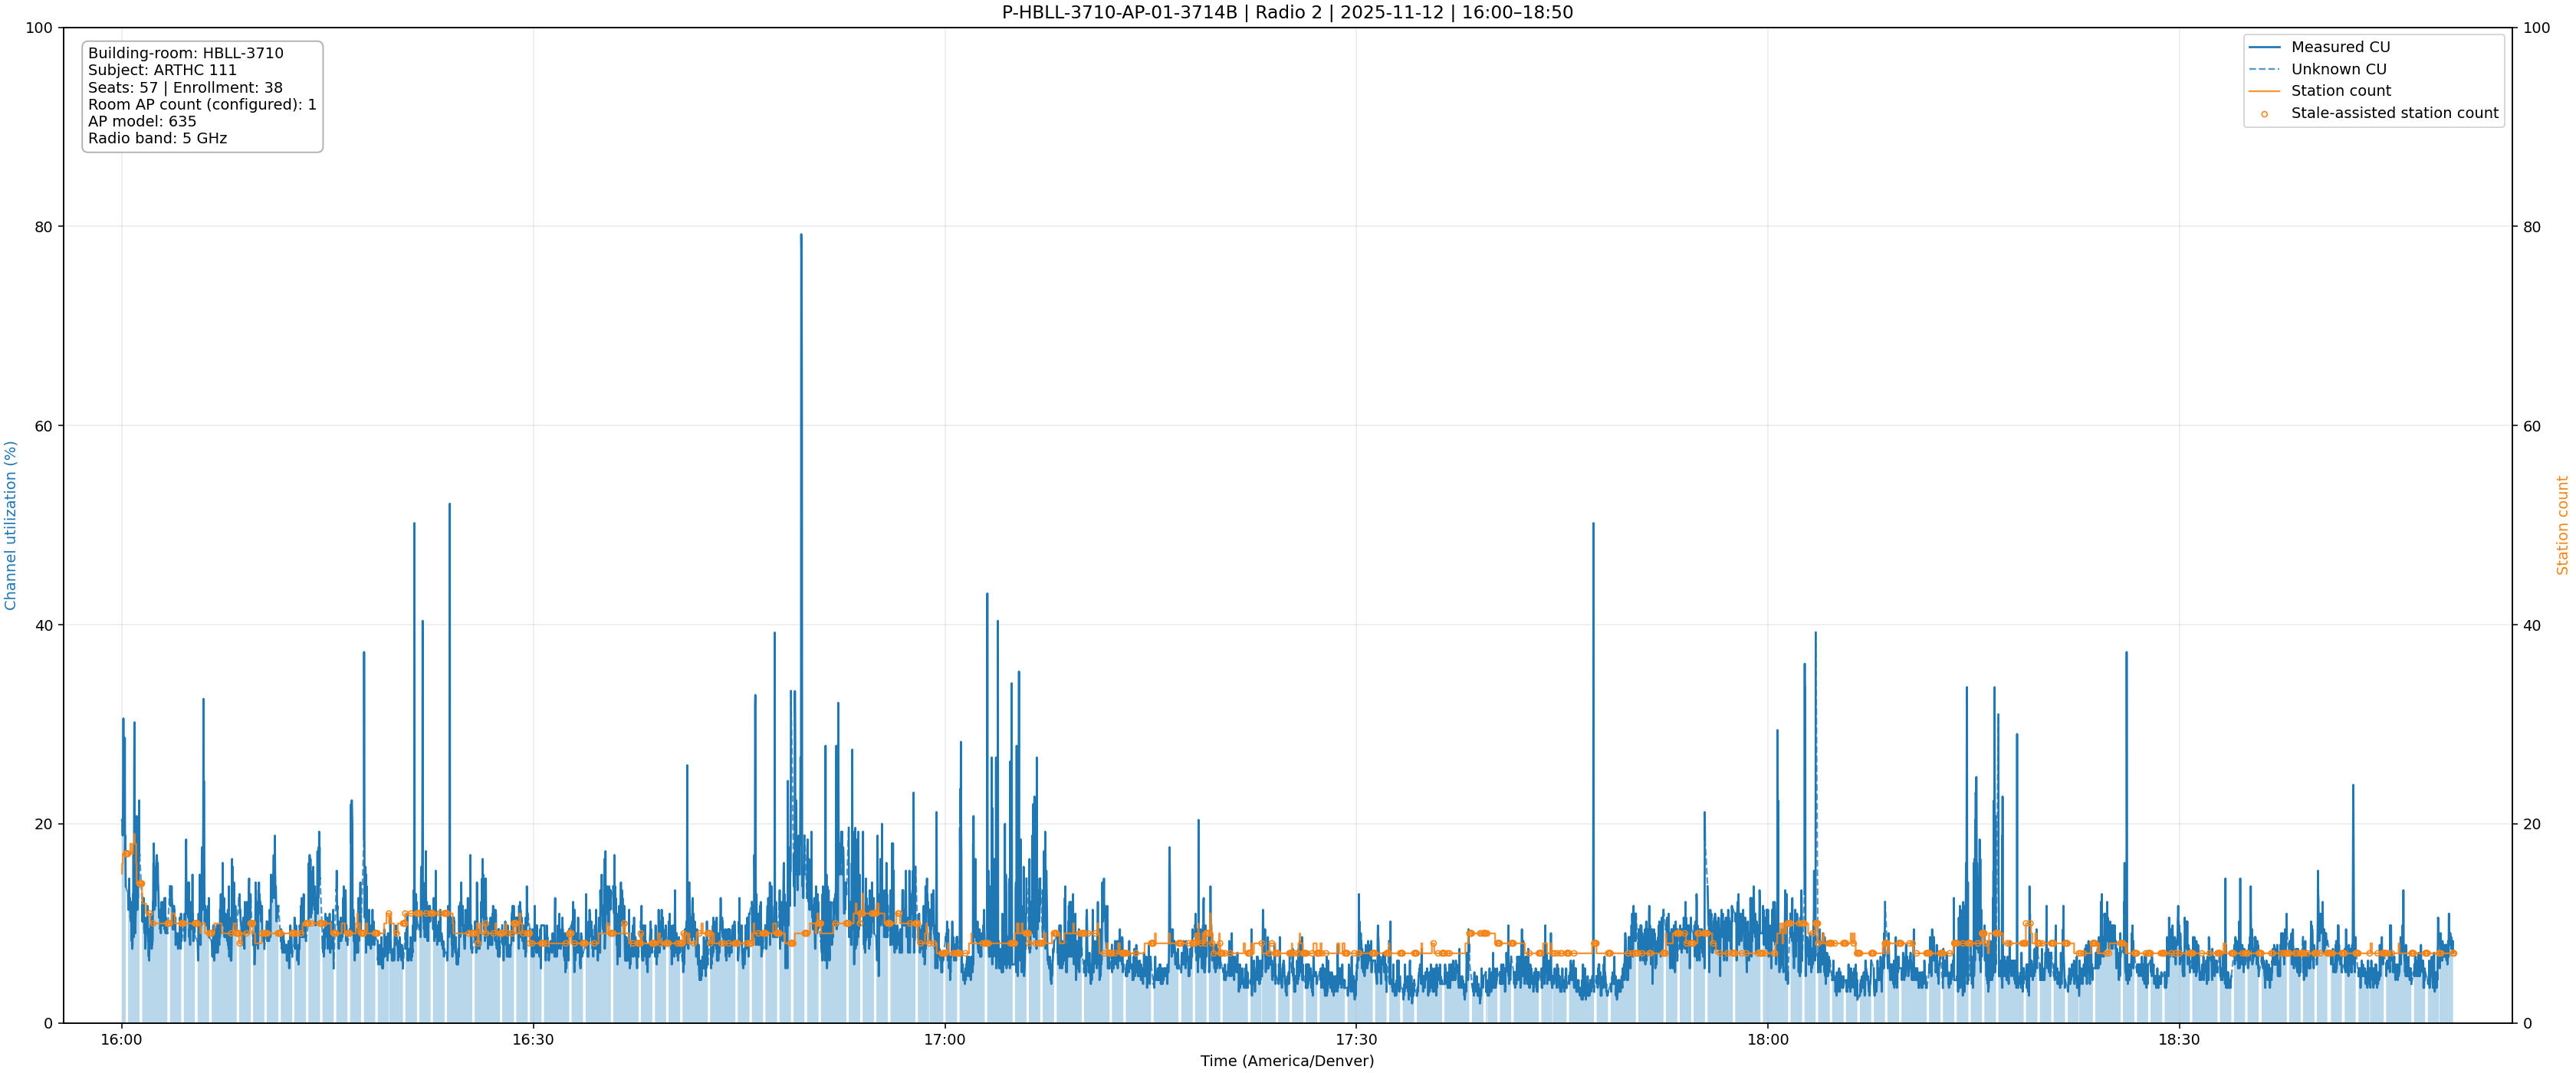 P-HBLL-3710-AP-01-3714B | Radio 2 | 2025-11-12 | 16:00–18:50
Building-room: HBLL-3710
Subject: ARTHC 111
Seats: 57 | Enrollment: 38
Room AP count (configured): 1
AP model: 635
Radio band: 5 GHz
Measured CU
Unknown CU
Station count
Stale-assisted station count
Channel utilization (%)
100
80
60
40
20
0
100
80
60
40
20
0
Station count
16:00
16:30
17:00
17:30
18:00
18:30
Time (America/Denver)